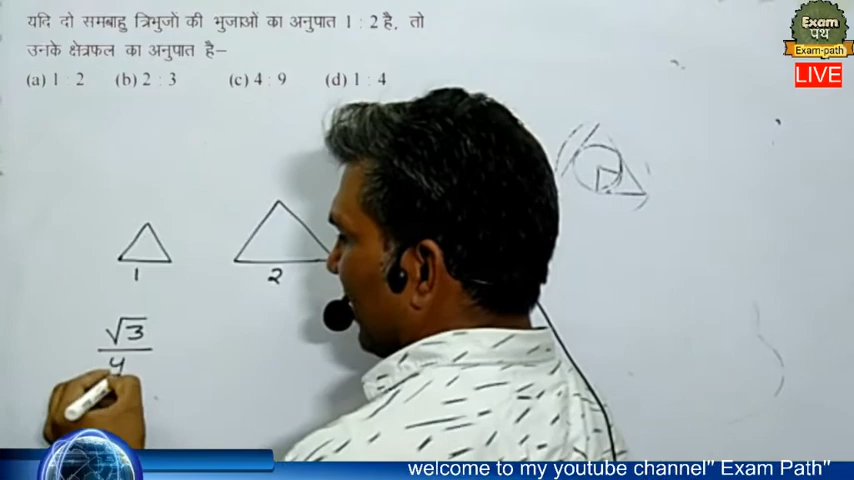 यदि दो समबाहु त्रिभुजों की भुजाओं का अनुपात 1 : 2 है, तो
उनके क्षेत्रफल का अनुपात है–
(a) 1 : 2 (b) 2 : 3 (c) 4 : 9 (d) 1 : 4
Exam
पथ
Exam-path
LIVE
1 2
√3
4
welcome to my youtube channel" Exam Path"